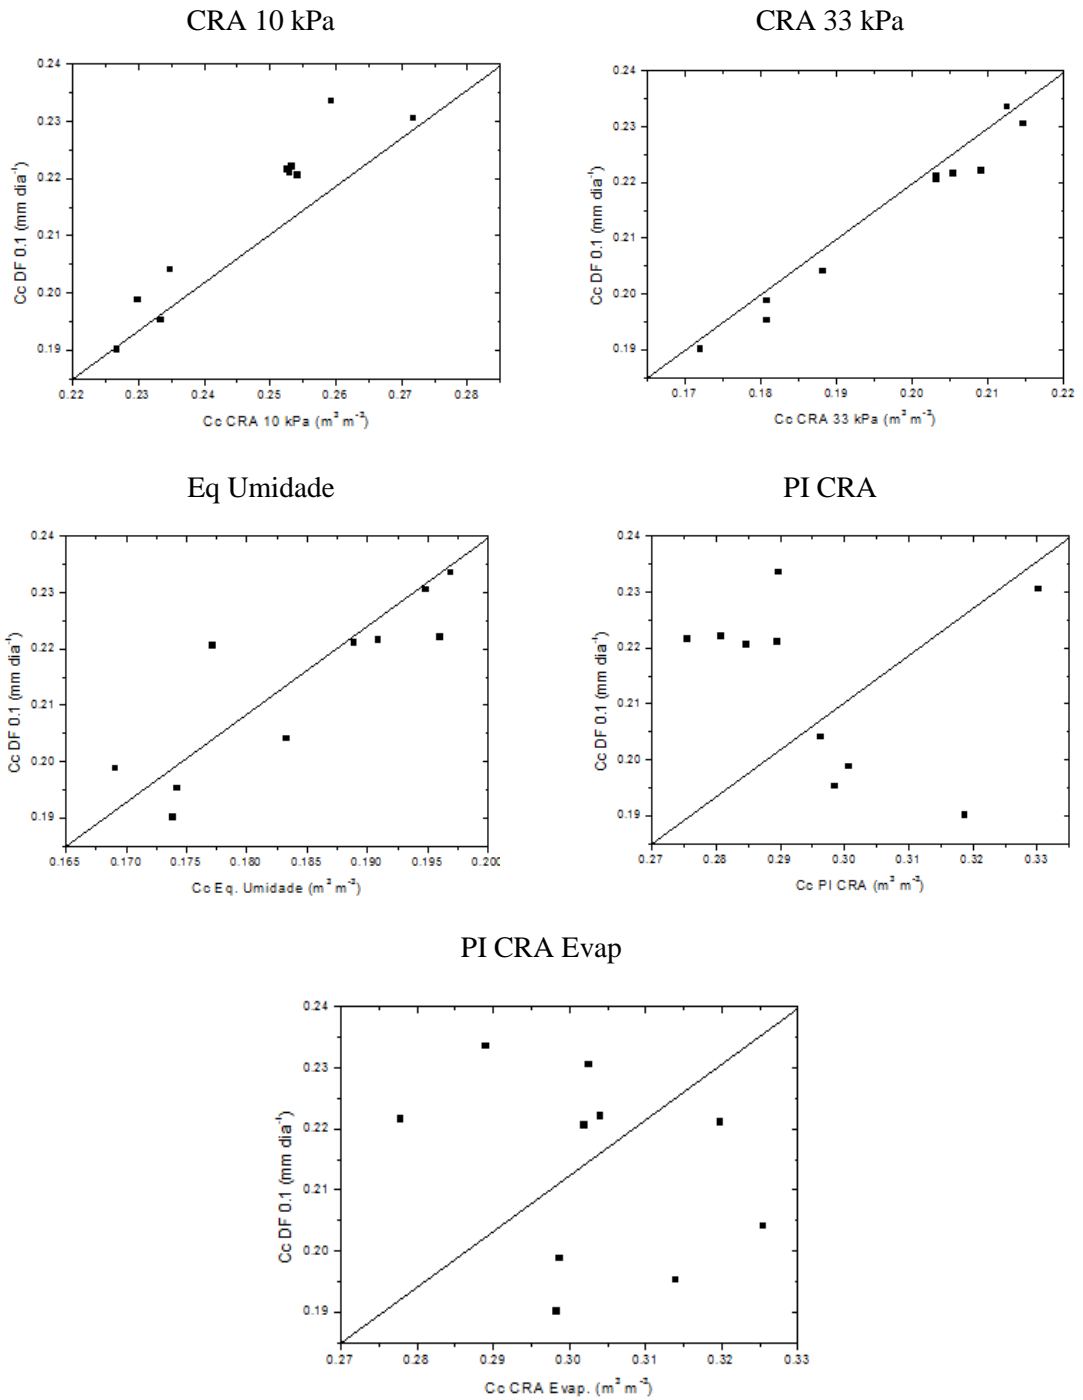 CRA 10 kPa
CRA 33 kPa
0.24
0.23
0.22
0.21
0.20
0.19
Cc DF 0.1 (mm dia⁻¹)
0.22 0.23 0.24 0.25 0.26 0.27 0.28
Cc CRA 10 kPa (m³ m⁻³)
0.24
0.23
0.22
0.21
0.20
0.19
Cc DF 0.1 (mm dia⁻¹)
0.17 0.18 0.19 0.20 0.21 0.22
Cc CRA 33 kPa (m³ m⁻³)
Eq Umidade
PI CRA
0.24
0.23
0.22
0.21
0.20
0.19
Cc DF 0.1 (mm dia⁻¹)
0.165 0.170 0.175 0.180 0.185 0.190 0.195 0.200
Cc Eq. Umidade (m³ m⁻³)
0.24
0.23
0.22
0.21
0.20
0.19
Cc DF 0.1 (mm dia⁻¹)
0.27 0.28 0.29 0.30 0.31 0.32 0.33
Cc PI CRA (m³ m⁻³)
PI CRA Evap
0.24
0.23
0.22
0.21
0.20
0.19
Cc DF 0.1 (mm dia⁻¹)
0.27 0.28 0.29 0.30 0.31 0.32 0.33
Cc CRA Evap. (m³ m⁻³)